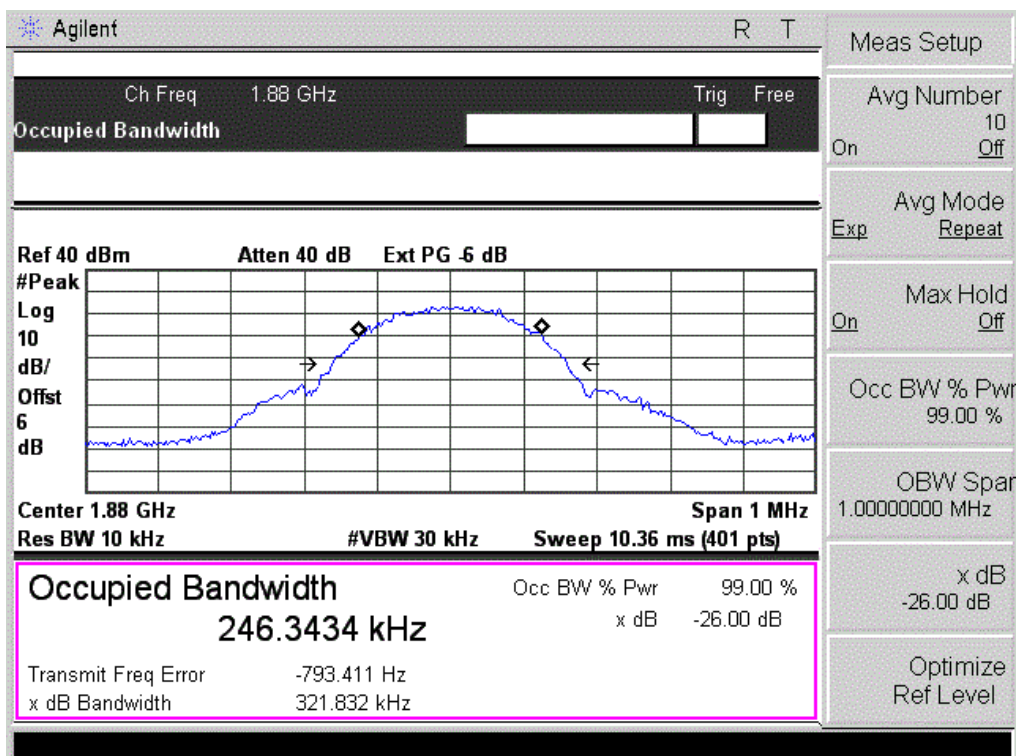 Agilent R T
Ch Freq 1.88 GHz Trig Free
Occupied Bandwidth
Ref 40 dBm Atten 40 dB Ext PG -6 dB
#Peak
Log
10
dB/
Offst
6
dB
Center 1.88 GHz Span 1 MHz
Res BW 10 kHz #VBW 30 kHz Sweep 10.36 ms (401 pts)
Occupied Bandwidth
246.3434 kHz
Occ BW % Pwr 99.00 %
x dB -26.00 dB
Transmit Freq Error -793.411 Hz
x dB Bandwidth 321.832 kHz
Meas Setup
Avg Number
10
On Off
Avg Mode
Exp Repeat
Max Hold
On Off
Occ BW % Pwr
99.00 %
OBW Span
1.00000000 MHz
x dB
-26.00 dB
Optimize
Ref Level